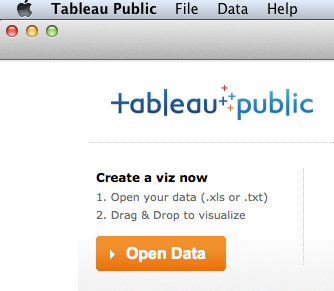 Tableau Public File Data Help
+tableau public
Create a viz now
1. Open your data (.xls or .txt)
2. Drag & Drop to visualize
Open Data